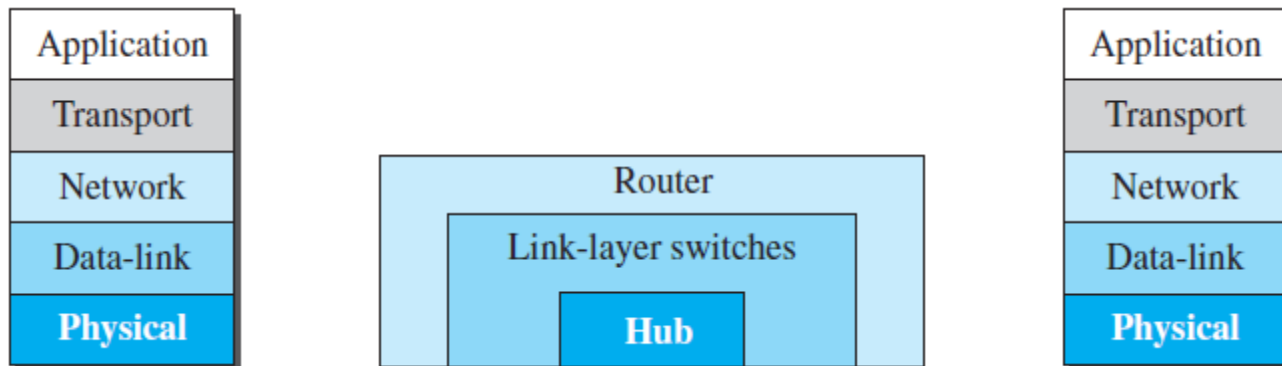 Application
Transport
Network
Data-link
Physical
Router
Link-layer switches
Hub
Application
Transport
Network
Data-link
Physical